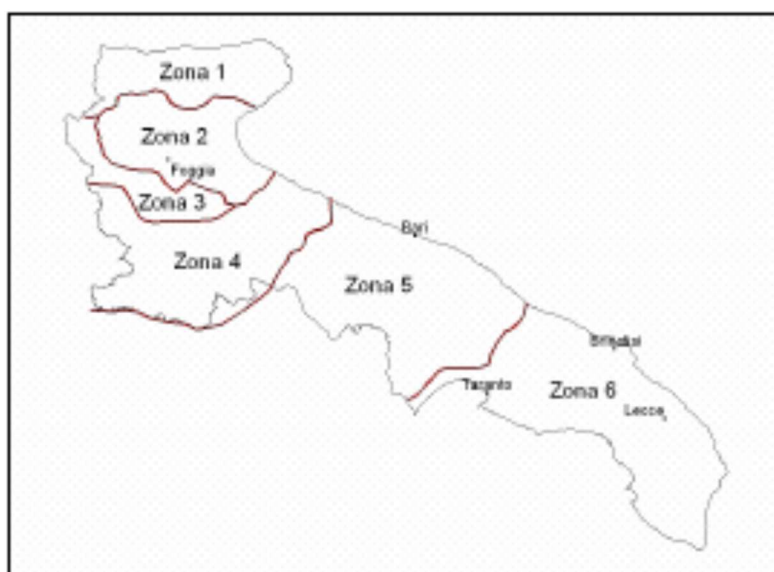 Zona 1
Zona 2
Foggia
Zona 3
Bari
Zona 4
Zona 5
Brindisi
Taranto
Zona 6
Lecce